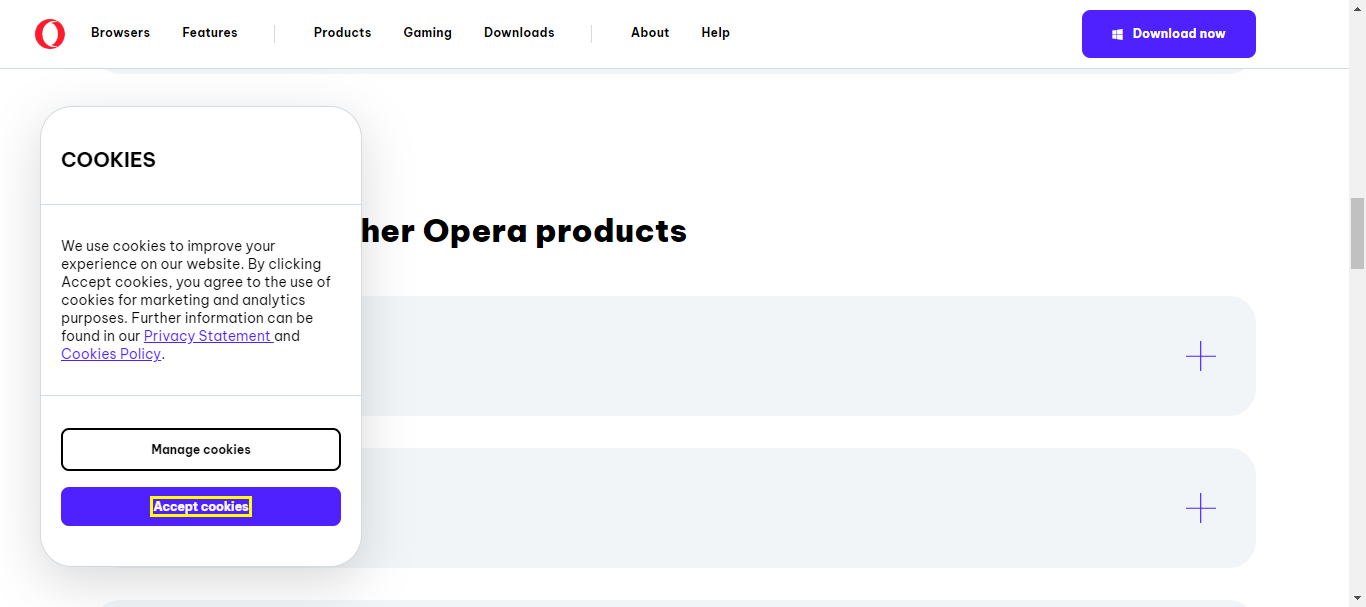 Browsers Features Products Gaming Downloads About Help Download now
COOKIES
her Opera products
We use cookies to improve your
experience on our website. By clicking
Accept cookies, you agree to the use of
cookies for marketing and analytics
purposes. Further information can be
found in our Privacy Statement and
Cookies Policy.
Manage cookies
Accept cookies